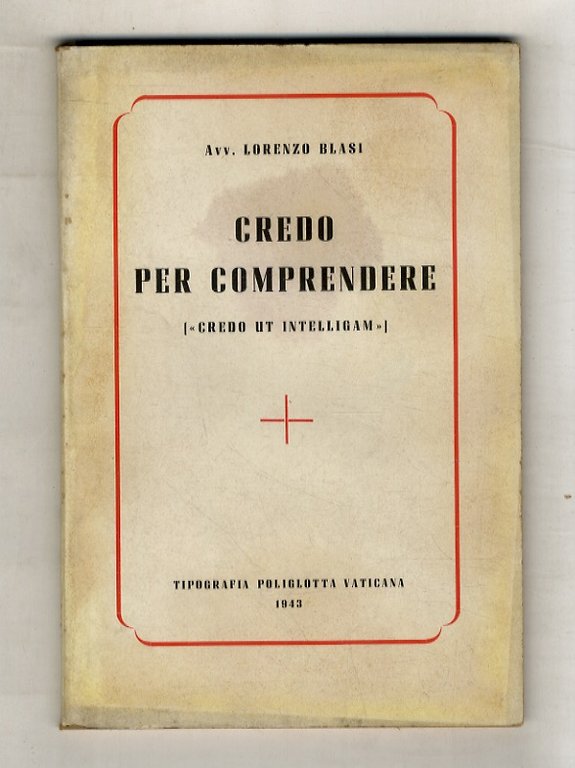 Avv. LORENZO BLASI
CREDO
PER COMPRENDERE
[«CREDO UT INTELLIGAM»]
TIPOGRAFIA POLIGLOTTA VATICANA
1943